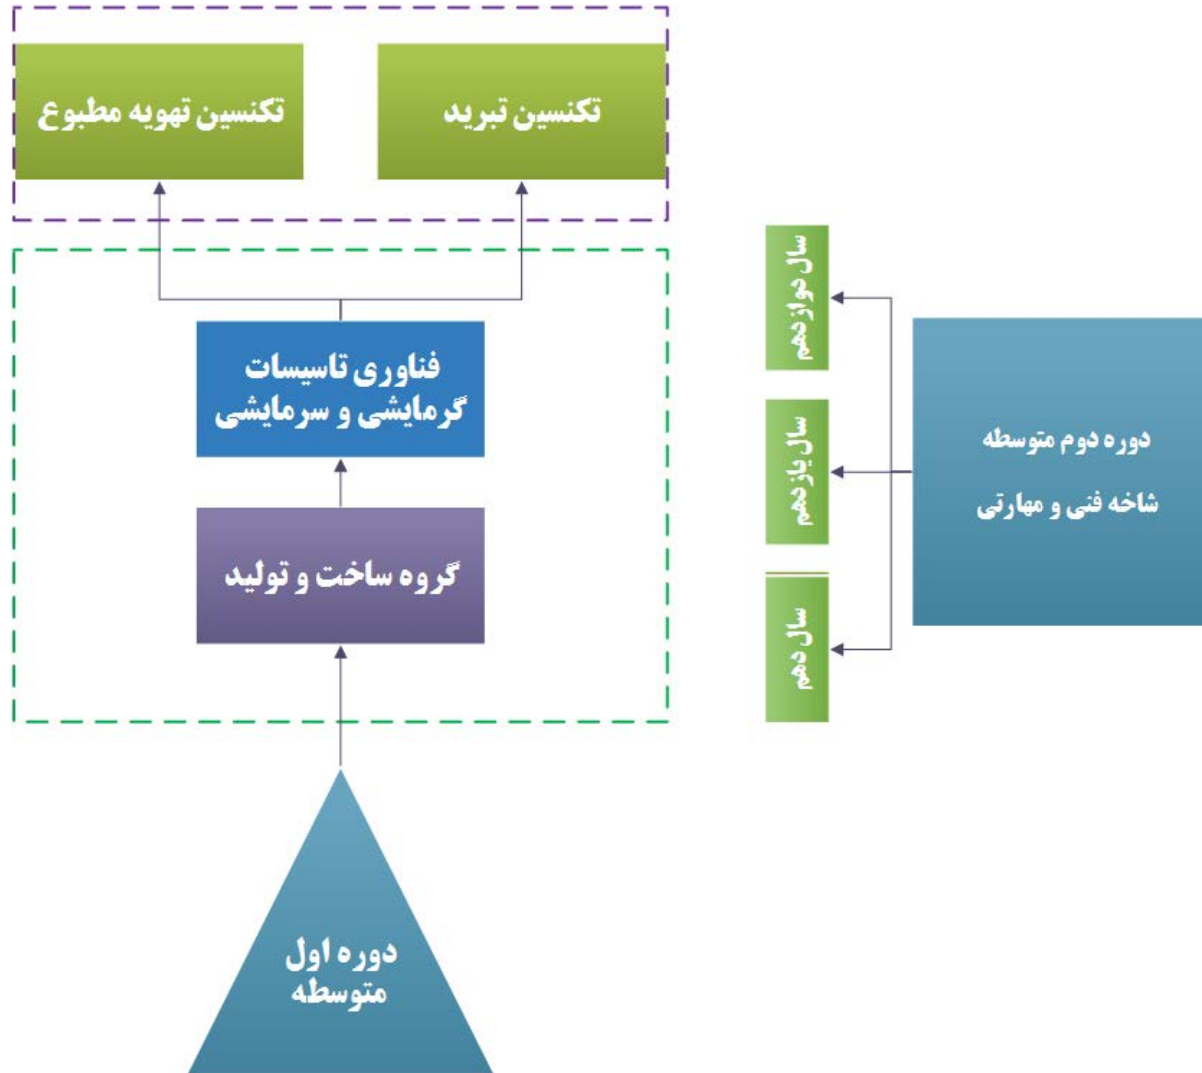 تکنسین تبرید
تکنسین تهویه مطبوع
سال دوازدهم
فناوری تاسیسات
گرمایشی و سرمایشی
سال یازدهم
دوره دوم متوسطه
شاخه فنی و مهارتی
گروه ساخت و تولید
سال دهم
دوره اول
متوسطه